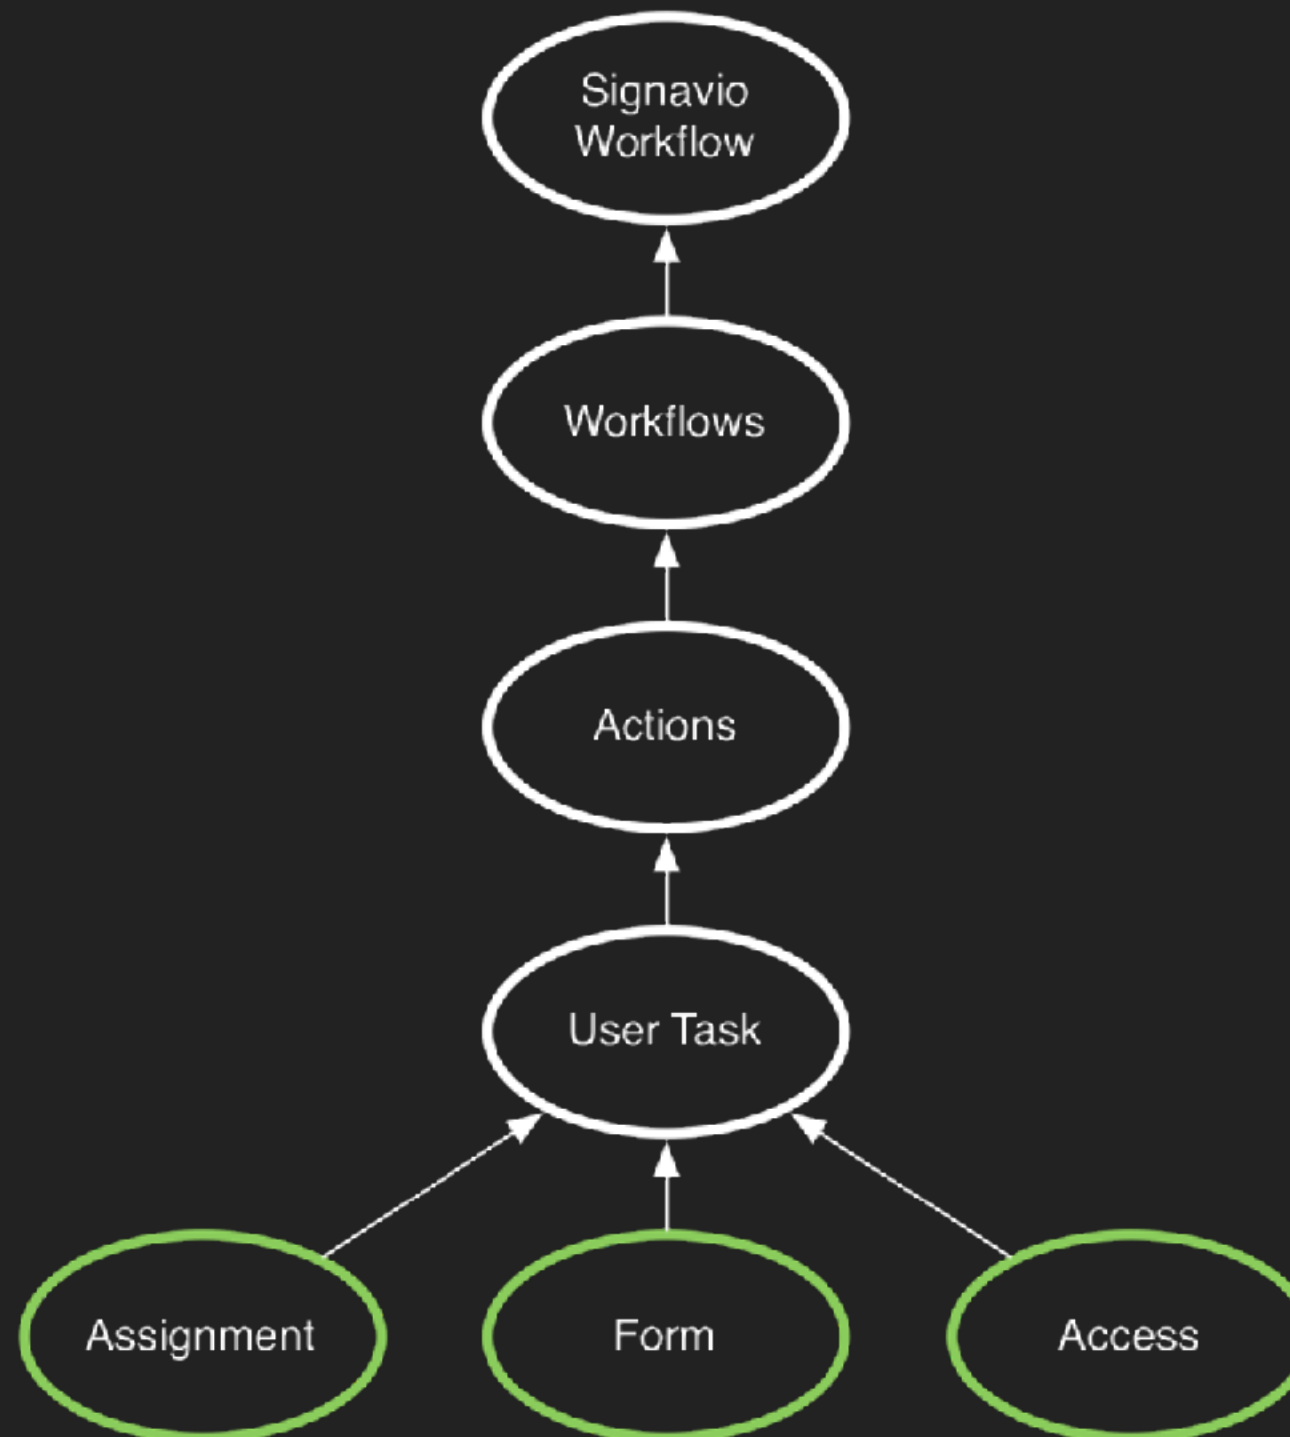 Signavio
Workflow
Workflows
Actions
User Task
Assignment
Form
Access